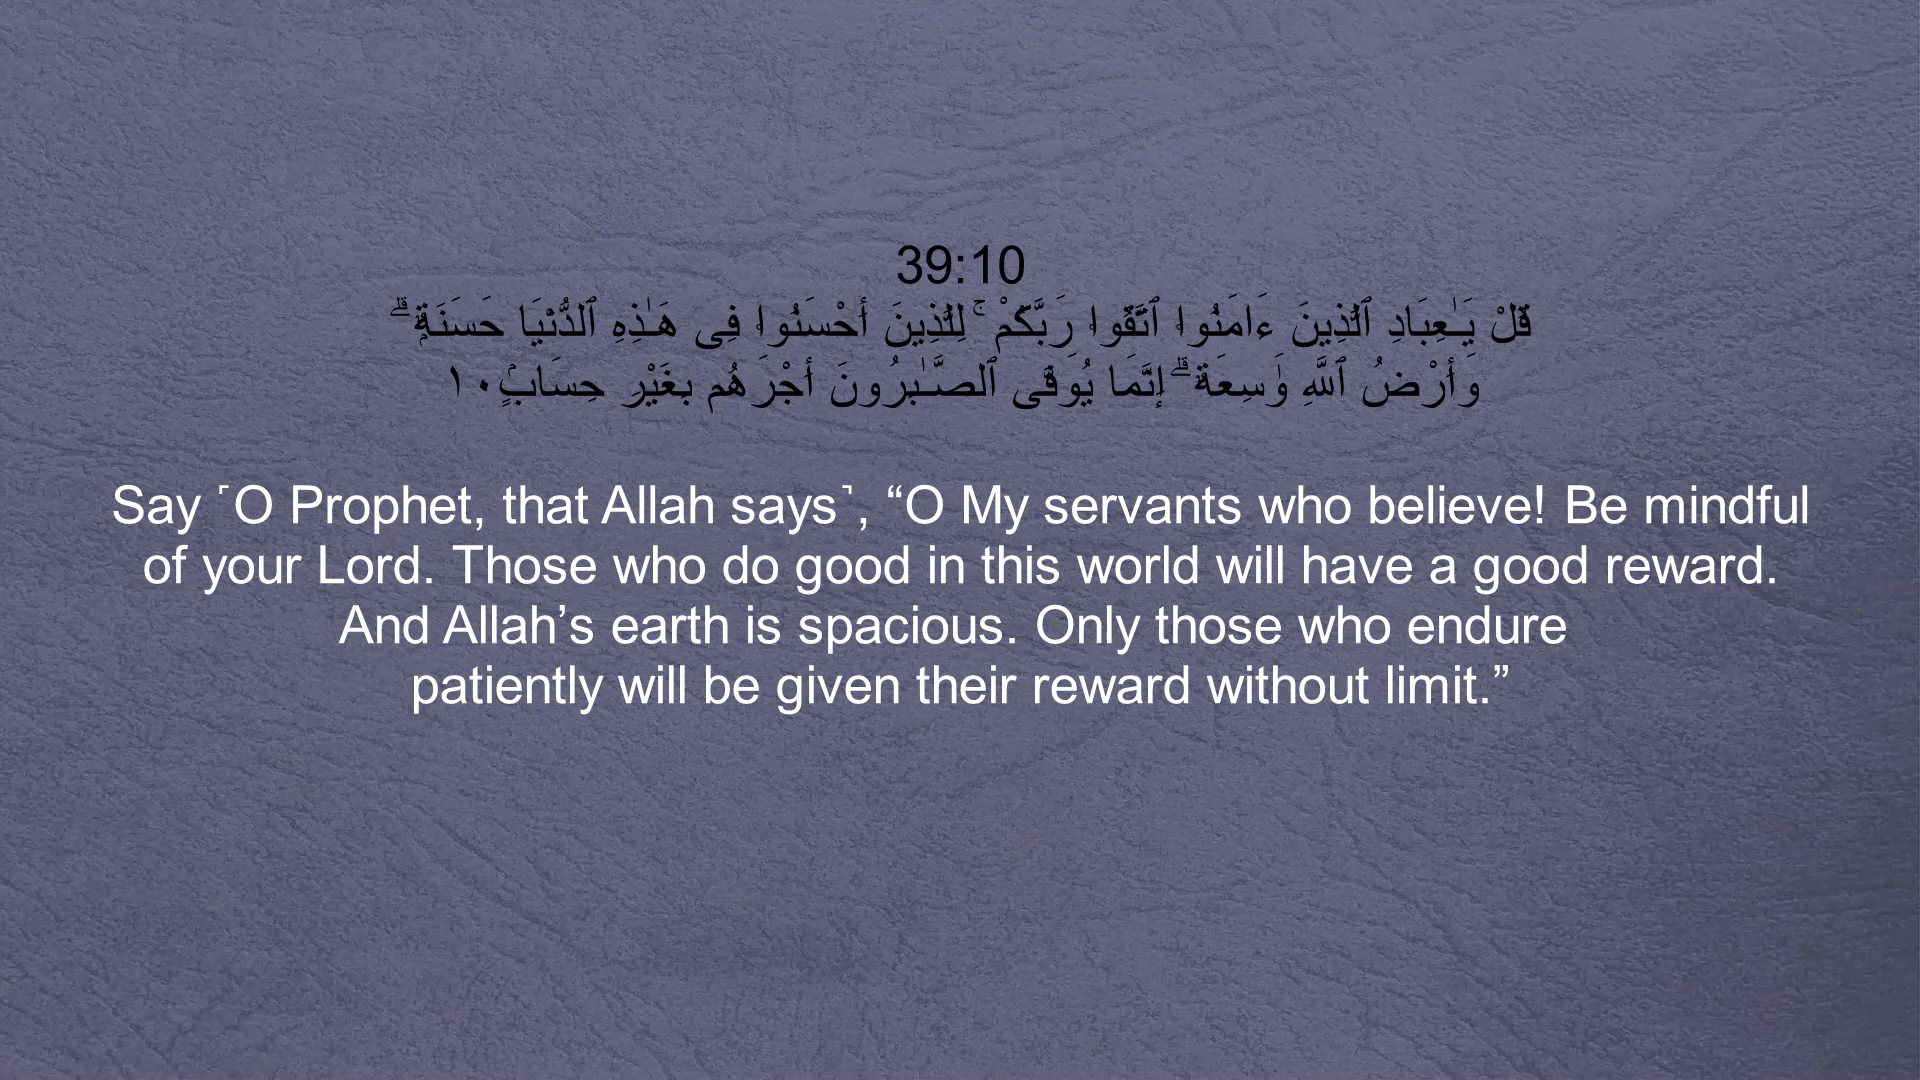 39:10
قُلْ يَـٰعِبَادِ ٱلَّذِينَ ءَامَنُوا۟ ٱتَّقُوا۟ رَبَّكُمْ ۚ لِلَّذِينَ أَحْسَنُوا۟ فِى هَـٰذِهِ ٱلدُّنْيَا حَسَنَةٌۭ ۗ
وَأَرْضُ ٱللَّهِ وَٰسِعَةٌ ۗ إِنَّمَا يُوَفَّى ٱلصَّـٰبِرُونَ أَجْرَهُم بِغَيْرِ حِسَابٍۢ ١٠
Say ˹O Prophet, that Allah says˺, “O My servants who believe! Be mindful
of your Lord. Those who do good in this world will have a good reward.
And Allah’s earth is spacious. Only those who endure
patiently will be given their reward without limit.”